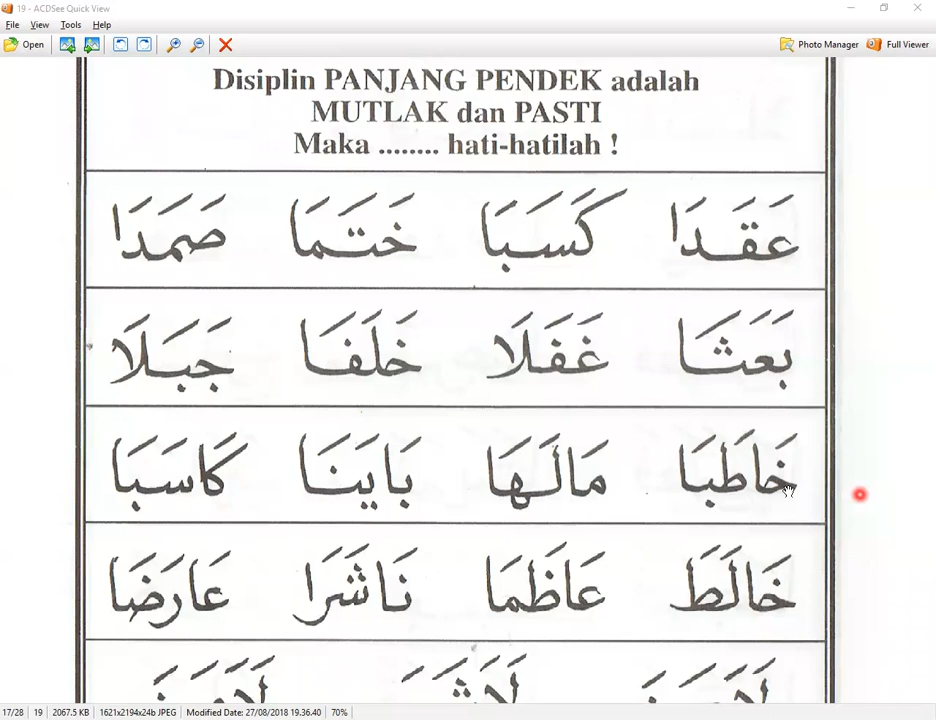 19 - ACDSee Quick View
File View Tools Help
Open Photo Manager Full Viewer
Disiplin PANJANG PENDEK adalah
MUTLAK dan PASTI
Maka ........ hati-hatilah !
عَقَدَا كَسَبَا خَتَمَا صَمَدَا
بَعَثَا غَفَلَا خَلَفَا جَبَلَا
خَاطَبَا مَالَهَا بَايَنَا كَاسَبَا
خَالَطَ عَاظَمَا نَاشَرَا عَارَضَا
17/28 19 2067.5 KB 1621x2194x24b JPEG Modified Date: 27/08/2018 19.36.40 70%